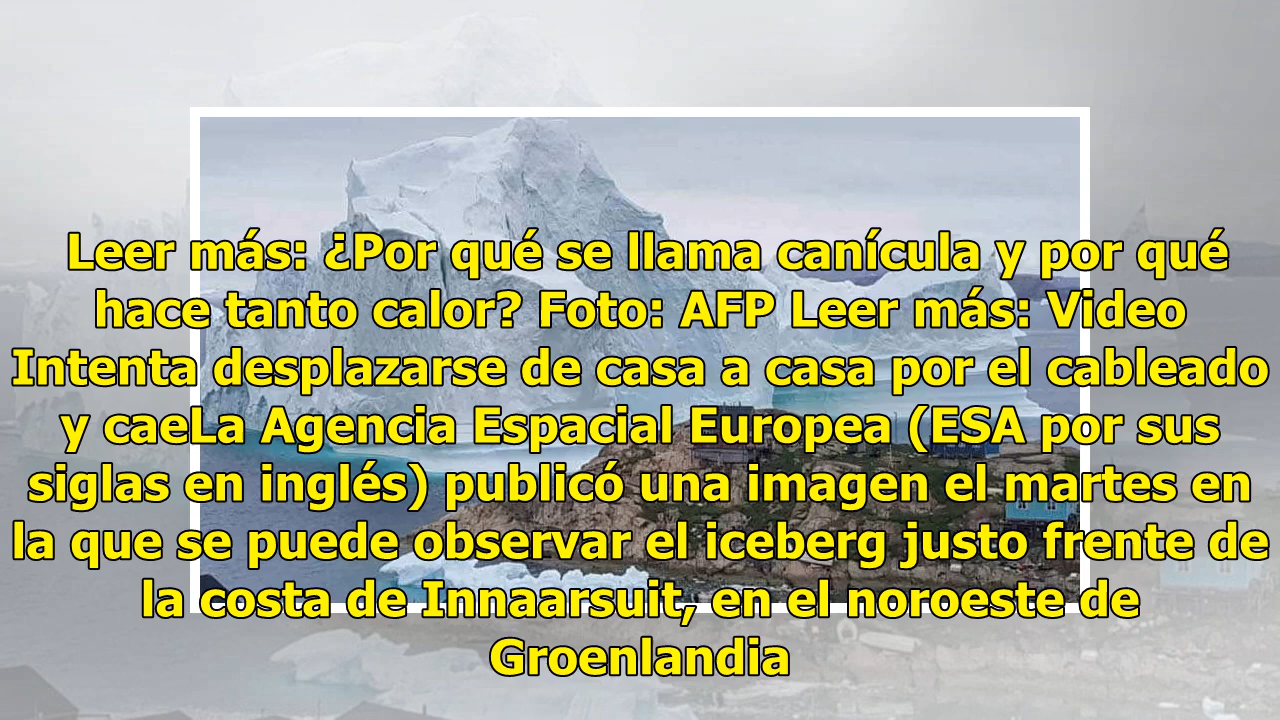 Leer más: ¿Por qué se llama canícula y por qué
hace tanto calor? Foto: AFP Leer más: Video
Intenta desplazarse de casa a casa por el cableado
y caeLa Agencia Espacial Europea (ESA por sus
siglas en inglés) publicó una imagen el martes en
la que se puede observar el iceberg justo frente de
la costa de Innaarsuit, en el noroeste de
Groenlandia